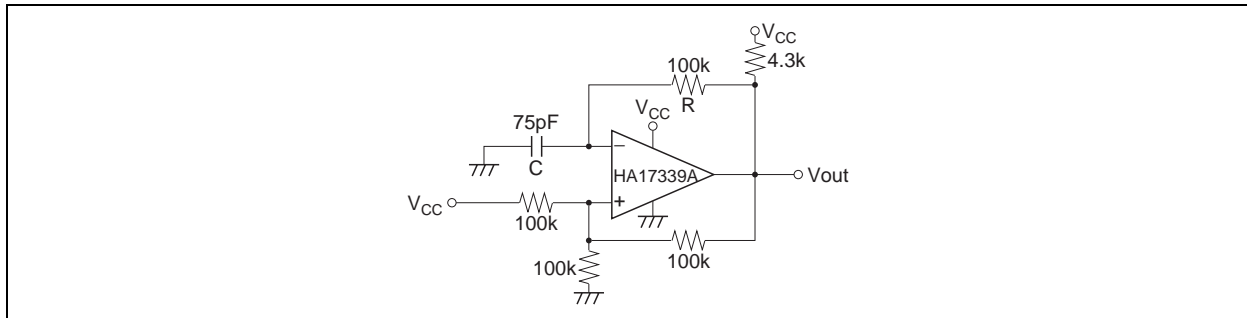 VCC
4.3k
100k
R
VCC
75pF
C
−
HA17339A
Vout
+
VCC
100k
100k
100k